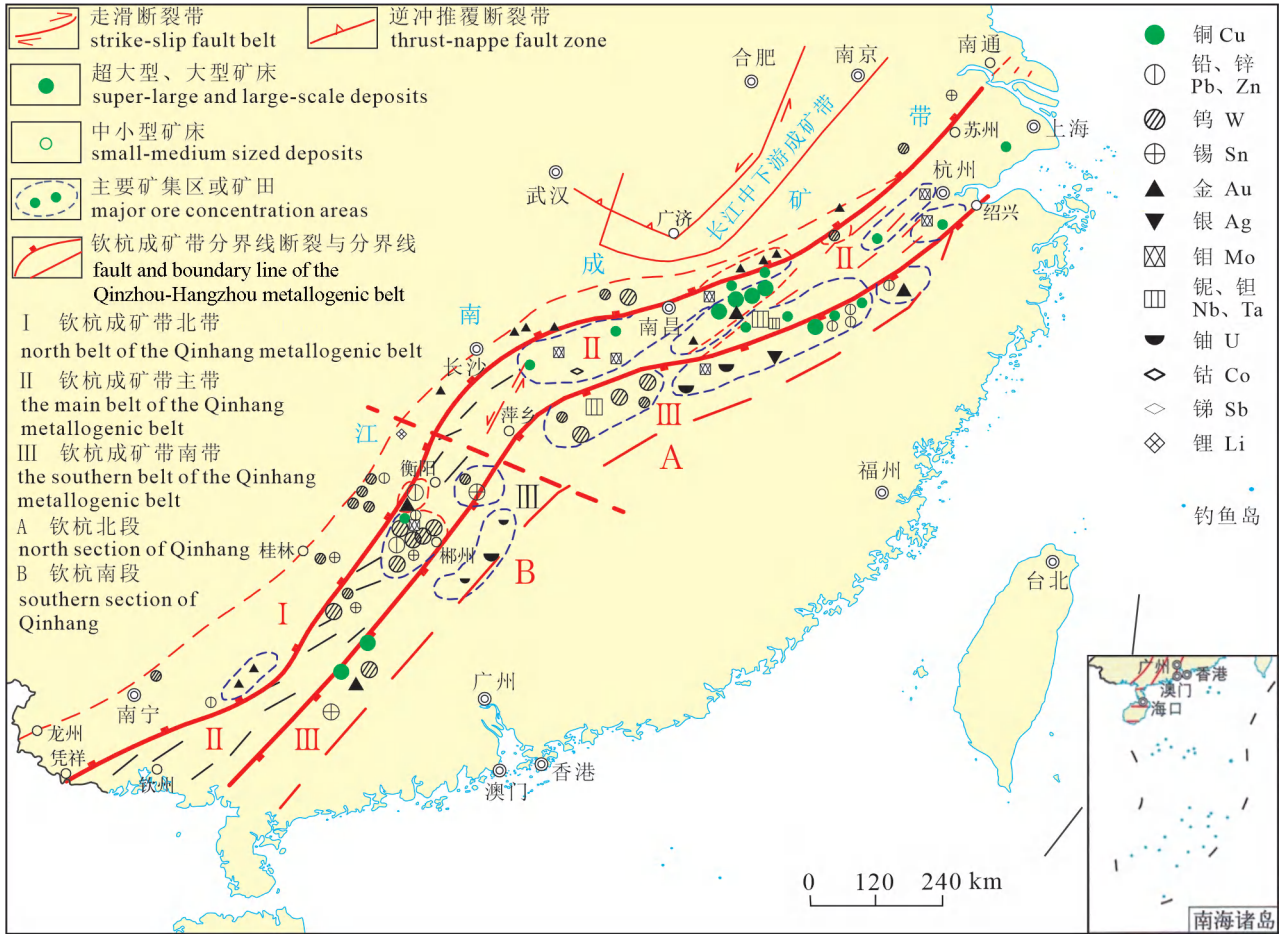 走滑断裂带
strike-slip fault belt
逆冲推覆断裂带
thrust-nappe fault zone
超大型、大型矿床
super-large and large-scale deposits
中小型矿床
small-medium sized deposits
主要矿集区或矿田
major ore concentration areas
钦杭成矿带分界线断裂与分界线
fault and boundary line of the
Qinzhou-Hangzhou metallogenic belt
Ⅰ 钦杭成矿带北带
north belt of the Qinhang metallogenic belt
Ⅱ 钦杭成矿带主带
the main belt of the Qinhang
metallogenic belt
Ⅲ 钦杭成矿带南带
the southern belt of the Qinhang
metallogenic belt
A 钦杭北段
north section of Qinhang
B 钦杭南段
southern section of
Qinhang
铜 Cu
铅、锌
Pb、Zn
钨 W
锡 Sn
金 Au
银 Ag
钼 Mo
铌、钽
Nb、Ta
铀 U
钴 Co
锑 Sb
锂 Li
合肥
南京
南通
上海
苏州
杭州
绍兴
武汉
广济
长江中下游成矿带
江
南
成
矿
带
南昌
长沙
萍乡
衡阳
郴州
桂林
福州
台北
钓鱼岛
广州
香港
澳门
南宁
龙州
凭祥
钦州
Ⅰ
Ⅱ
Ⅱ
Ⅱ
Ⅲ
Ⅲ
Ⅲ
A
B
0 120 240 km
广州
香港
澳门
海口
南海诸岛